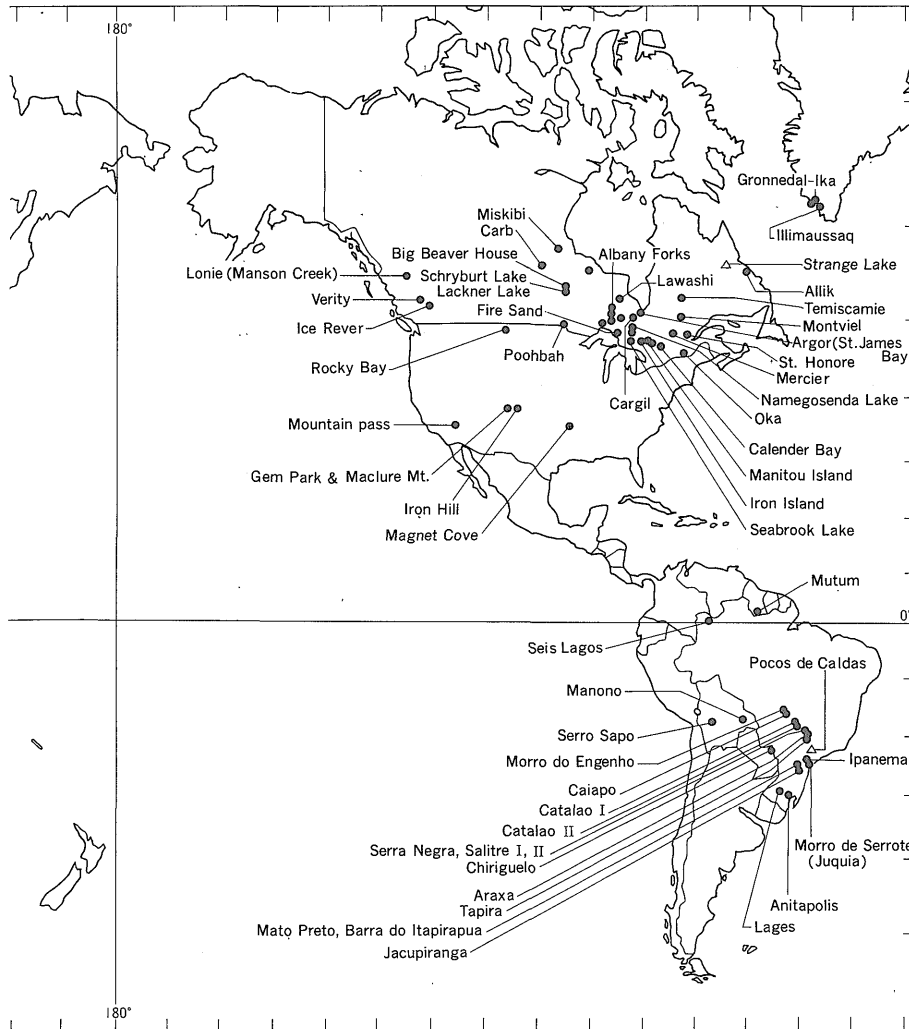 180°
Gronnedal-Ika
Illimaussaq
Miskibi
Carb
Big Beaver House
Albany Forks
Strange Lake
Lonie (Manson Creek)
Schryburt Lake
Lackner Lake
Lawashi
Allik
Verity
Fire Sand
Temiscamie
Montviel
Ice Rever
Argor(St.James
Bay
Poohbah
St. Honore
Rocky Bay
Mercier
Cargil
Namegosenda Lake
Oka
Mountain pass
Calender Bay
Gem Park & Maclure Mt.
Manitou Island
Iron Hill
Iron Island
Magnet Cove
Seabrook Lake
Mutum
0°
Seis Lagos
Pocos de Caldas
Manono
Serro Sapo
Morro do Engenho
Ipanema
Caiapo
Catalao I
Catalao II
Serra Negra, Salitre I, II
Morro de Serrote
(Juquia)
Chiriguelo
Araxa
Tapira
Anitapolis
Mato Preto, Barra do Itapirapua
Lages
Jacupiranga
180°